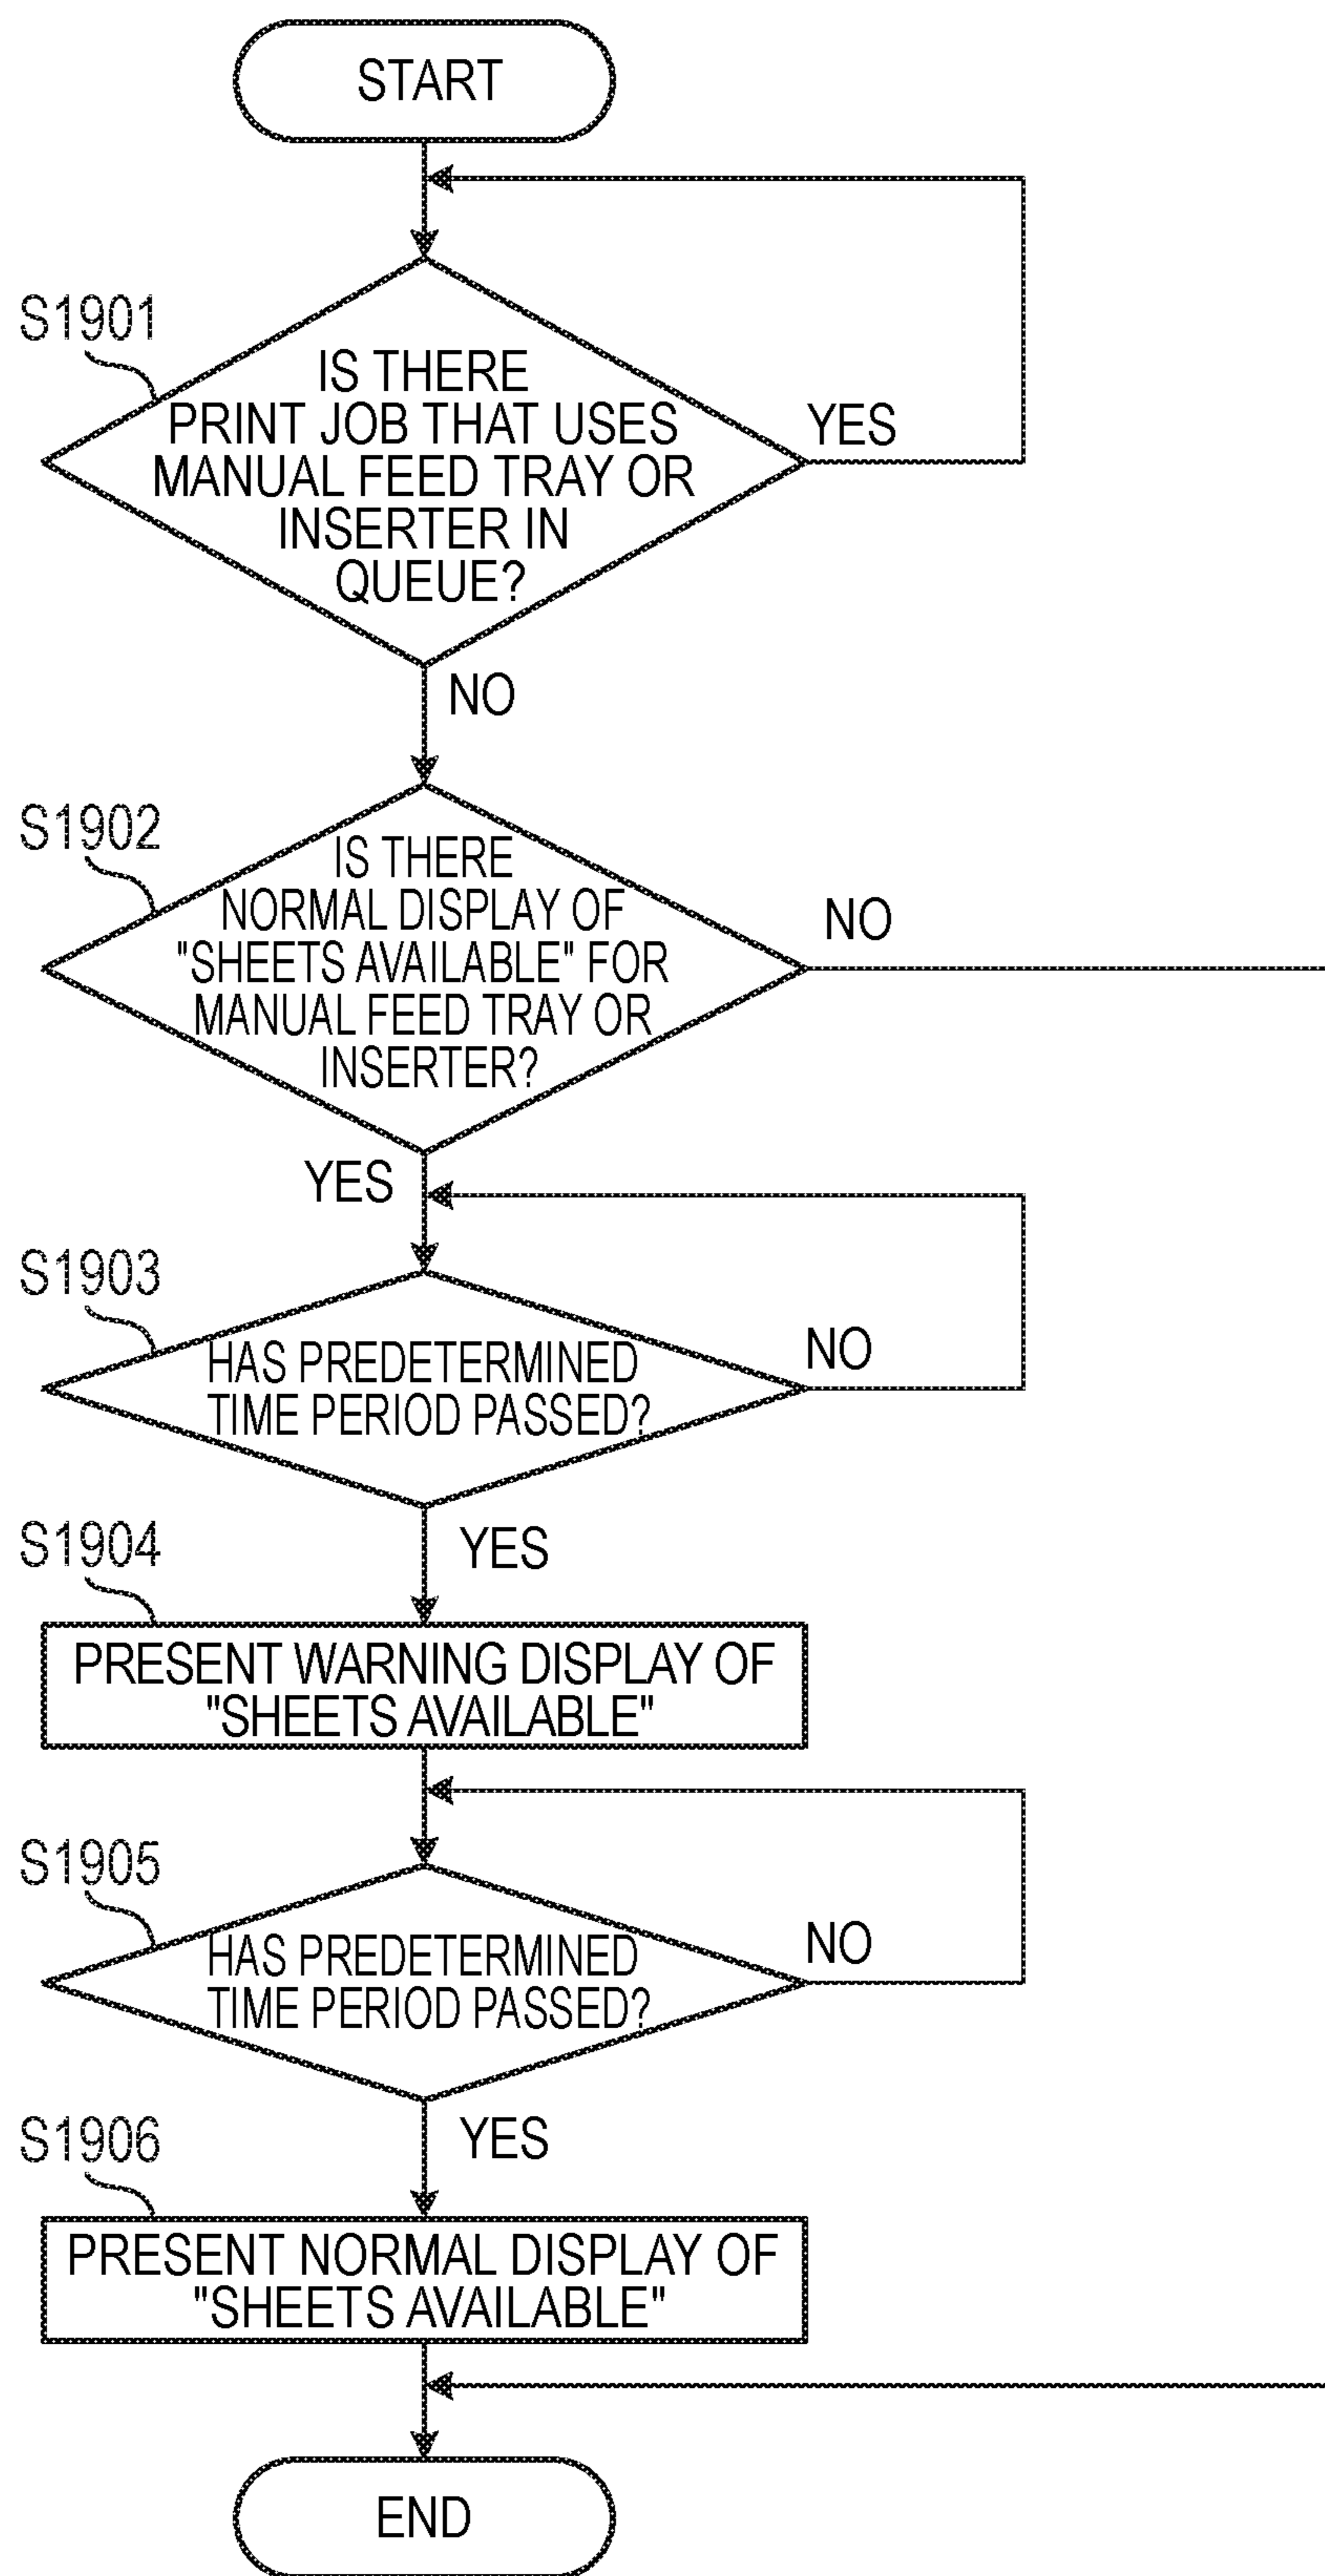 START
S1901
IS THERE
PRINT JOB THAT USES
MANUAL FEED TRAY OR
INSERTER IN
QUEUE?
YES
NO
S1902
IS THERE
NORMAL DISPLAY OF
"SHEETS AVAILABLE" FOR
MANUAL FEED TRAY OR
INSERTER?
NO
YES
S1903
HAS PREDETERMINED
TIME PERIOD PASSED?
NO
YES
S1904
PRESENT WARNING DISPLAY OF
"SHEETS AVAILABLE"
S1905
HAS PREDETERMINED
TIME PERIOD PASSED?
NO
YES
S1906
PRESENT NORMAL DISPLAY OF
"SHEETS AVAILABLE"
END